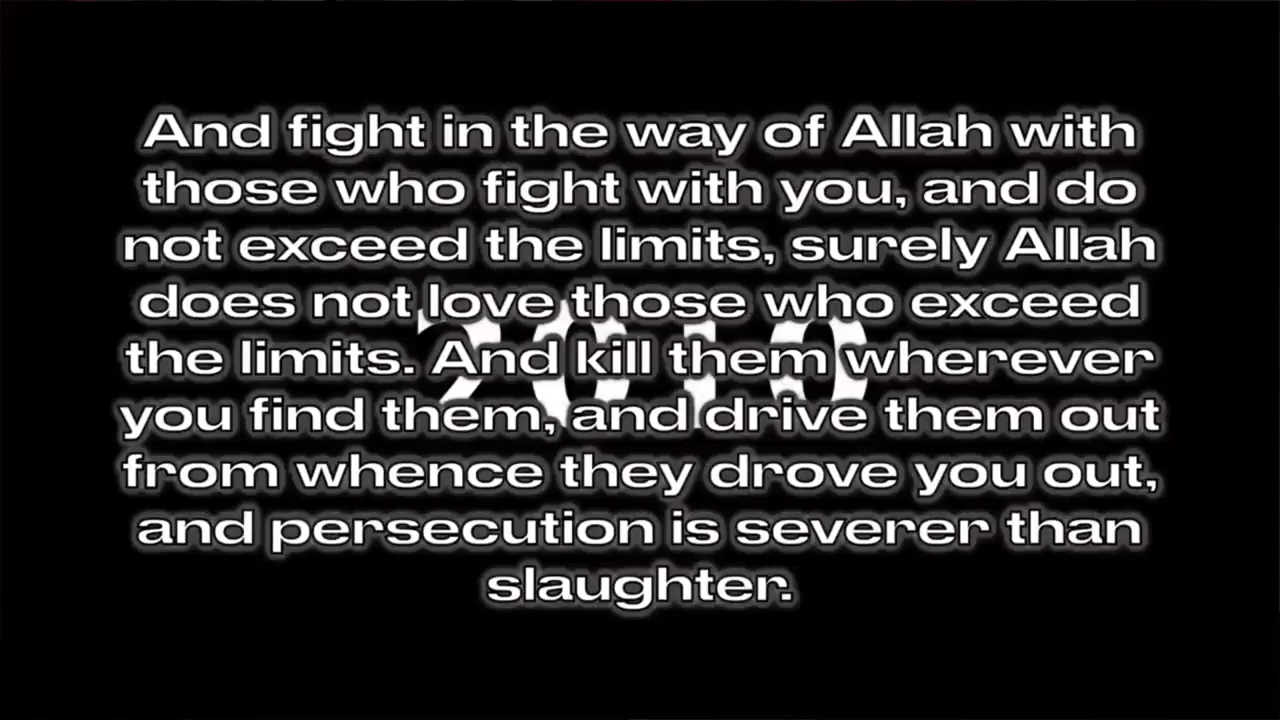 And fight in the way of Allah with
those who fight with you, and do
not exceed the limits, surely Allah
does not love those who exceed
the limits. And kill them wherever
you find them, and drive them out
from whence they drove you out,
and persecution is severer than
slaughter.
2010